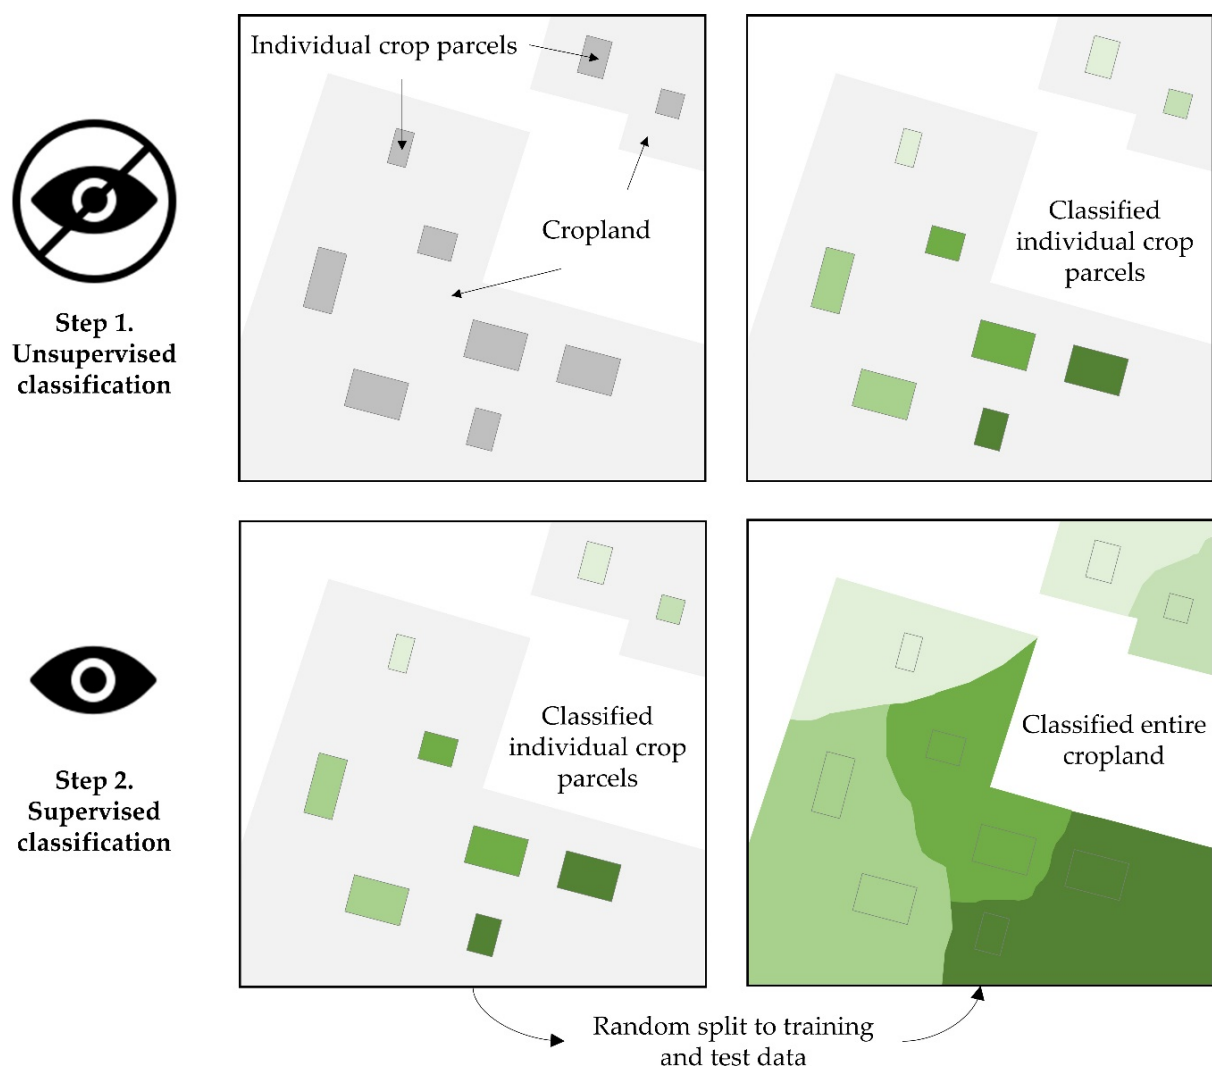 Individual crop parcels
Cropland
Classified
individual crop
parcels
Step 1.
Unsupervised
classification
Classified
individual crop
parcels
Classified entire
cropland
Step 2.
Supervised
classification
Random split to training
and test data